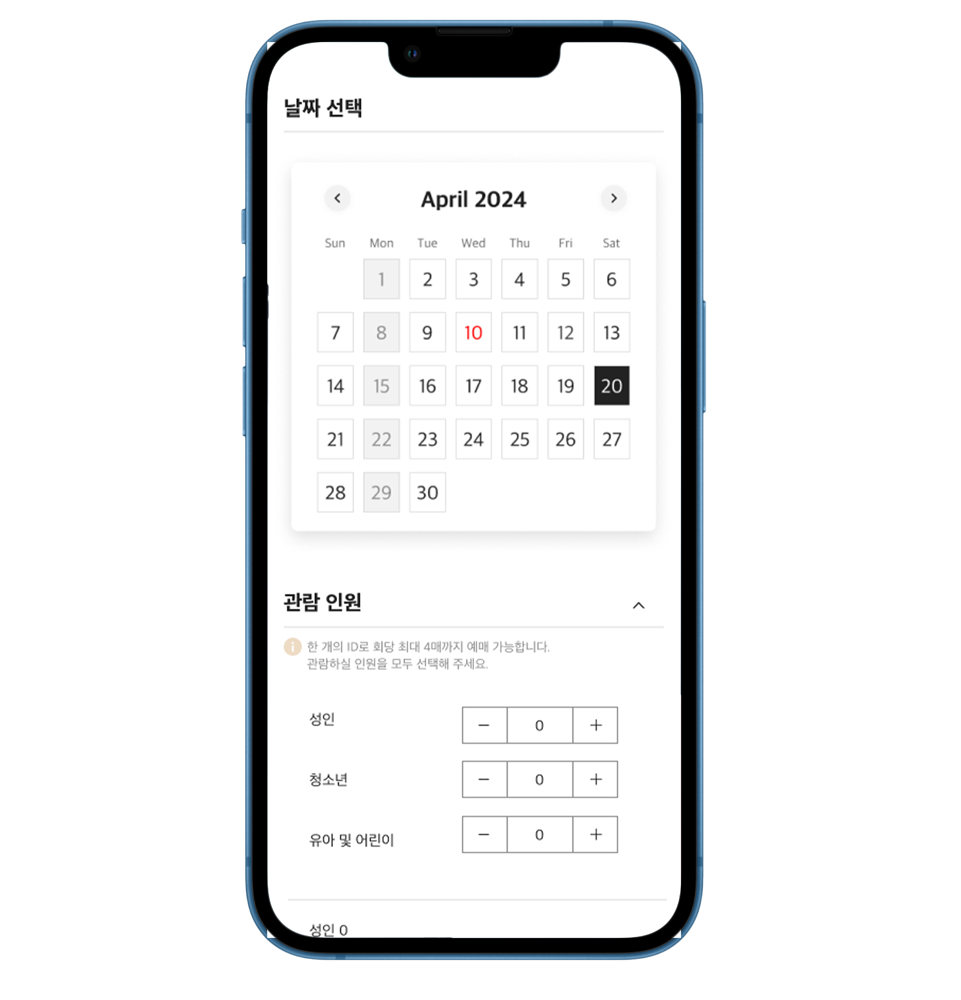 날짜 선택
April 2024
Sun Mon Tue Wed Thu Fri Sat
1 2 3 4 5 6
7 8 9 10 11 12 13
14 15 16 17 18 19 20
21 22 23 24 25 26 27
28 29 30
관람 인원
한 개의 ID로 회당 최대 4매까지 예매 가능합니다.
관람하실 인원을 모두 선택해 주세요.
성인 − 0 +
청소년 − 0 +
유아 및 어린이 − 0 +
성인 0